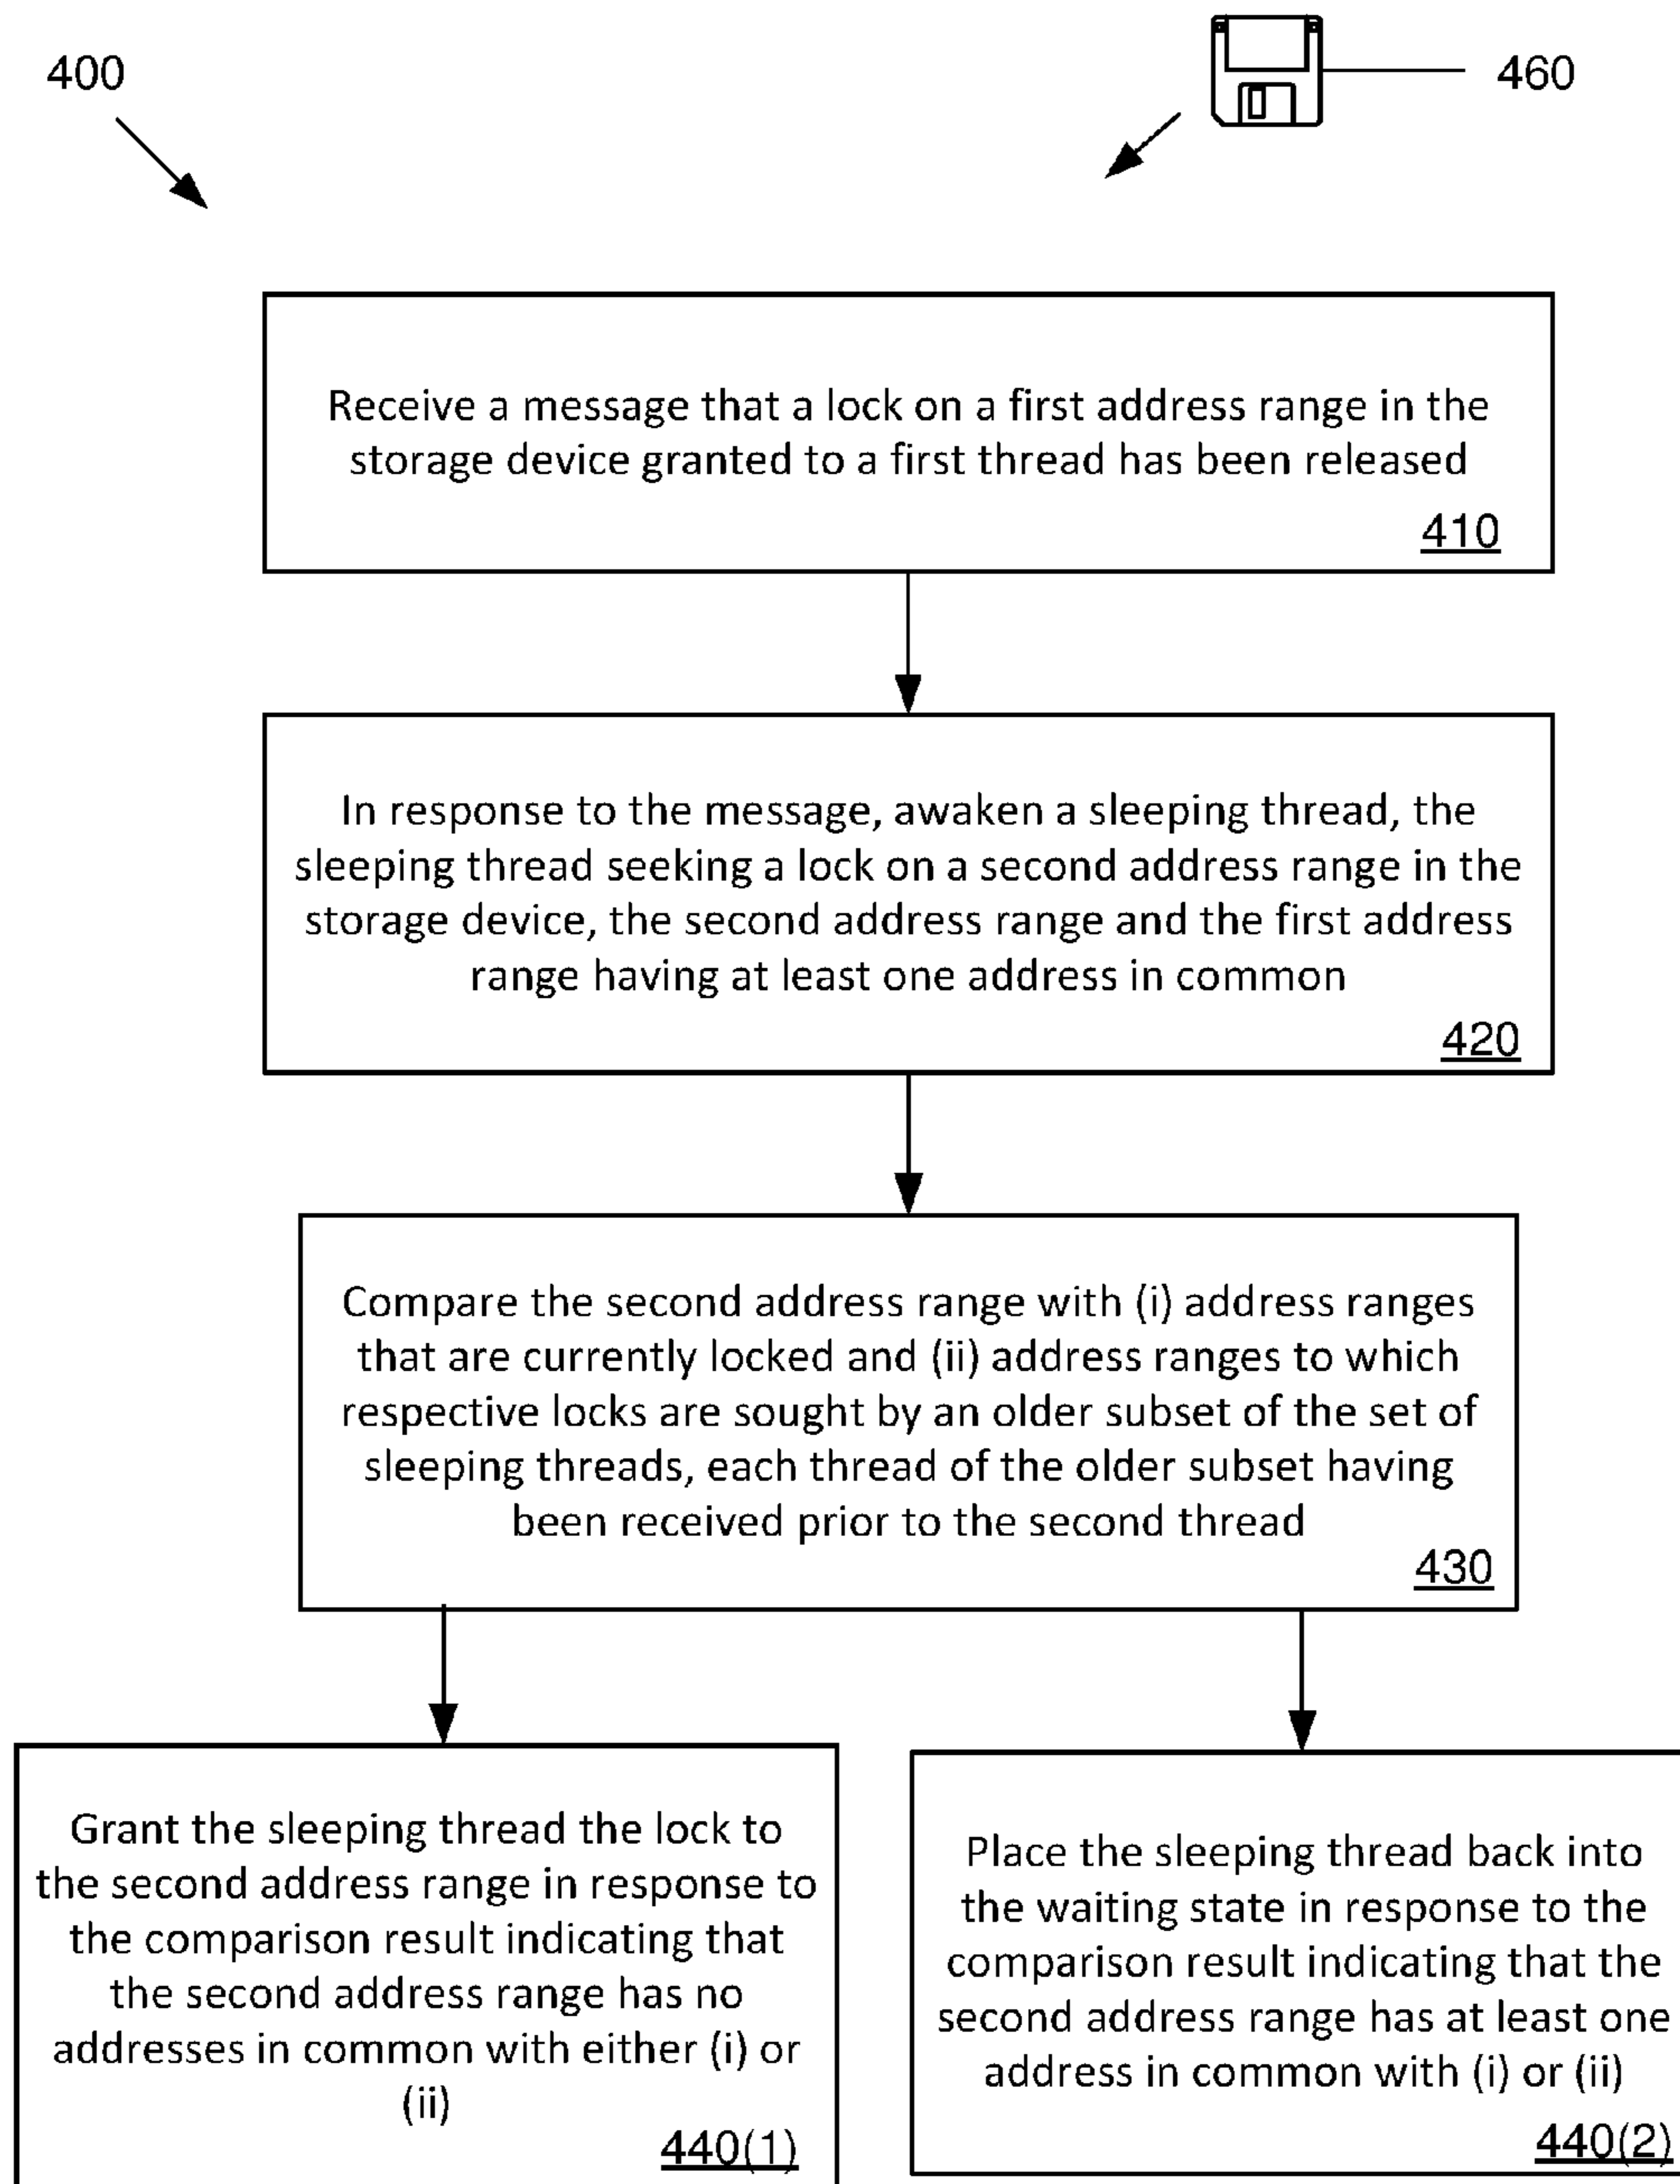 400
460
Receive a message that a lock on a first address range in the
storage device granted to a first thread has been released
410
In response to the message, awaken a sleeping thread, the
sleeping thread seeking a lock on a second address range in the
storage device, the second address range and the first address
range having at least one address in common
420
Compare the second address range with (i) address ranges
that are currently locked and (ii) address ranges to which
respective locks are sought by an older subset of the set of
sleeping threads, each thread of the older subset having
been received prior to the second thread
430
Grant the sleeping thread the lock to
the second address range in response to
the comparison result indicating that
the second address range has no
addresses in common with either (i) or
(ii)
440(1)
Place the sleeping thread back into
the waiting state in response to the
comparison result indicating that the
second address range has at least one
address in common with (i) or (ii)
440(2)